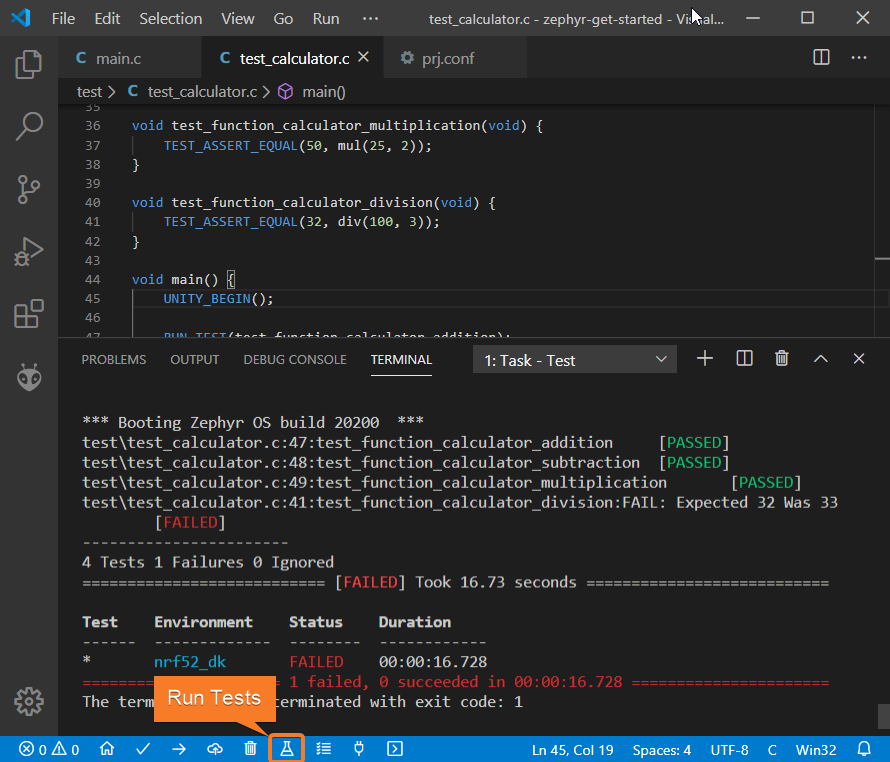 File Edit Selection View Go Run ··· test_calculator.c - zephyr-get-started - Vi al...
C main.c C test_calculator.c prj.conf ···
test > C test_calculator.c > main()
35
36 void test_function_calculator_multiplication(void) {
37 TEST_ASSERT_EQUAL(50, mul(25, 2));
38 }
39
40 void test_function_calculator_division(void) {
41 TEST_ASSERT_EQUAL(32, div(100, 3));
42 }
43
44 void main() {
45 UNITY_BEGIN();
46
47 RUN_TEST(test_function_calculator_addition);
PROBLEMS OUTPUT DEBUG CONSOLE TERMINAL 1: Task - Test
*** Booting Zephyr OS build 20200 ***
test\test_calculator.c:47:test_function_calculator_addition [PASSED]
test\test_calculator.c:48:test_function_calculator_subtraction [PASSED]
test\test_calculator.c:49:test_function_calculator_multiplication [PASSED]
test\test_calculator.c:41:test_function_calculator_division:FAIL: Expected 32 Was 33
[FAILED]
-----------------------
4 Tests 1 Failures 0 Ignored
=========================== [FAILED] Took 16.73 seconds ===========================
Test Environment Status Duration
------ ------------- -------- ------------
* nrf52_dk FAILED 00:00:16.728
====================== 1 failed, 0 succeeded in 00:00:16.728 ======================
The term erminated with exit code: 1
Run Tests
0 0 Ln 45, Col 19 Spaces: 4 UTF-8 C Win32